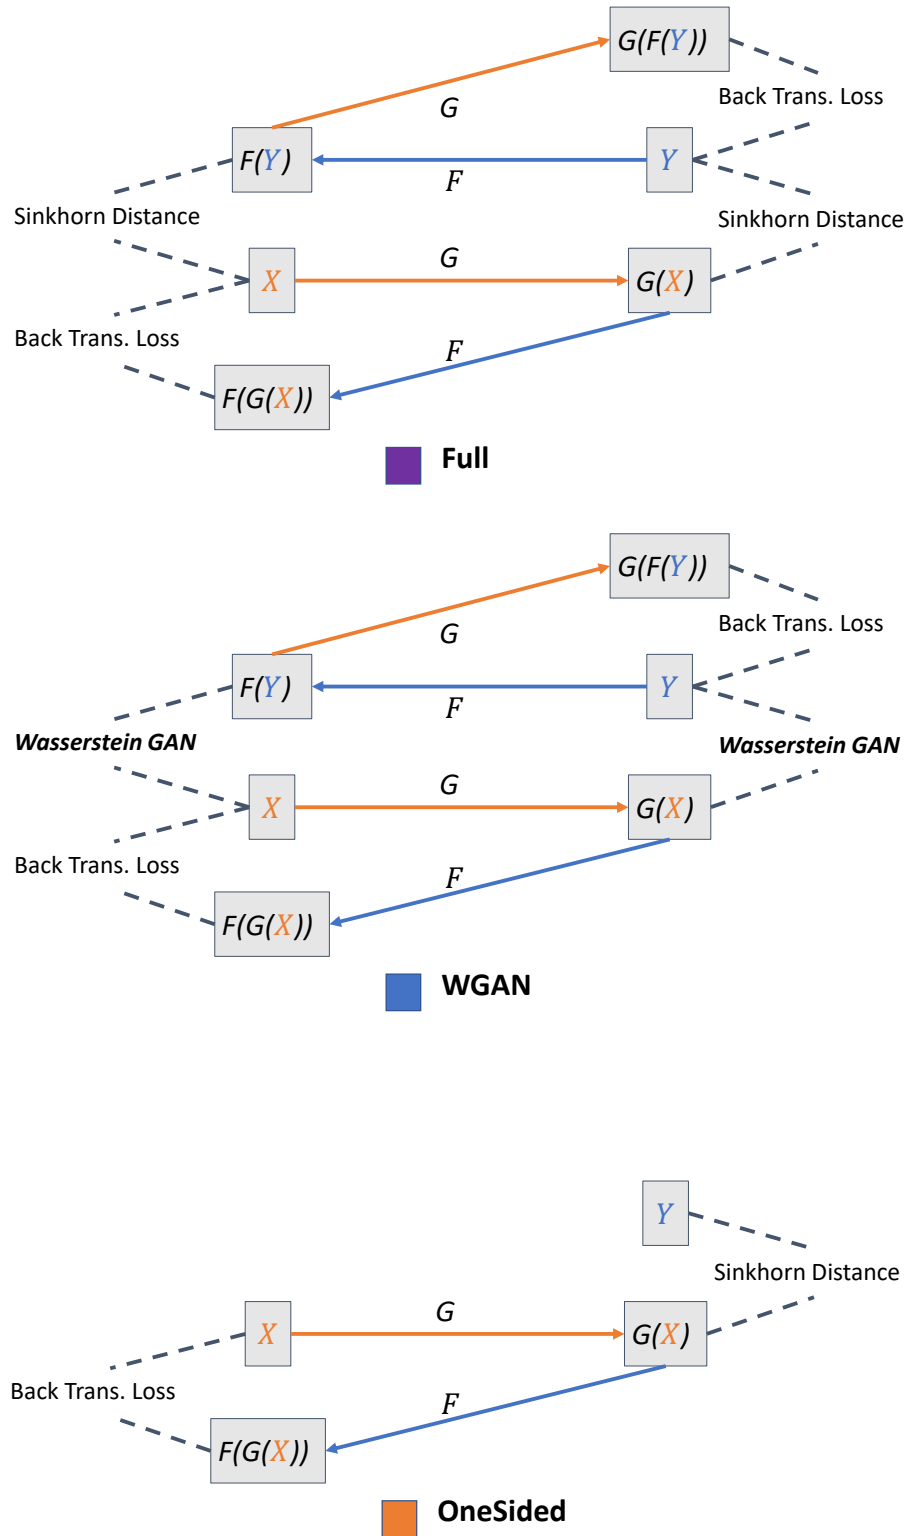 G(F(Y))
Back Trans. Loss
G
F(Y)
Y
F
Sinkhorn Distance
Sinkhorn Distance
G
X
G(X)
Back Trans. Loss
F
F(G(X))
Full
G(F(Y))
Back Trans. Loss
G
F(Y)
Y
F
Wasserstein GAN
Wasserstein GAN
G
X
G(X)
Back Trans. Loss
F
F(G(X))
WGAN
Y
Sinkhorn Distance
G
X
G(X)
Back Trans. Loss
F
F(G(X))
OneSided